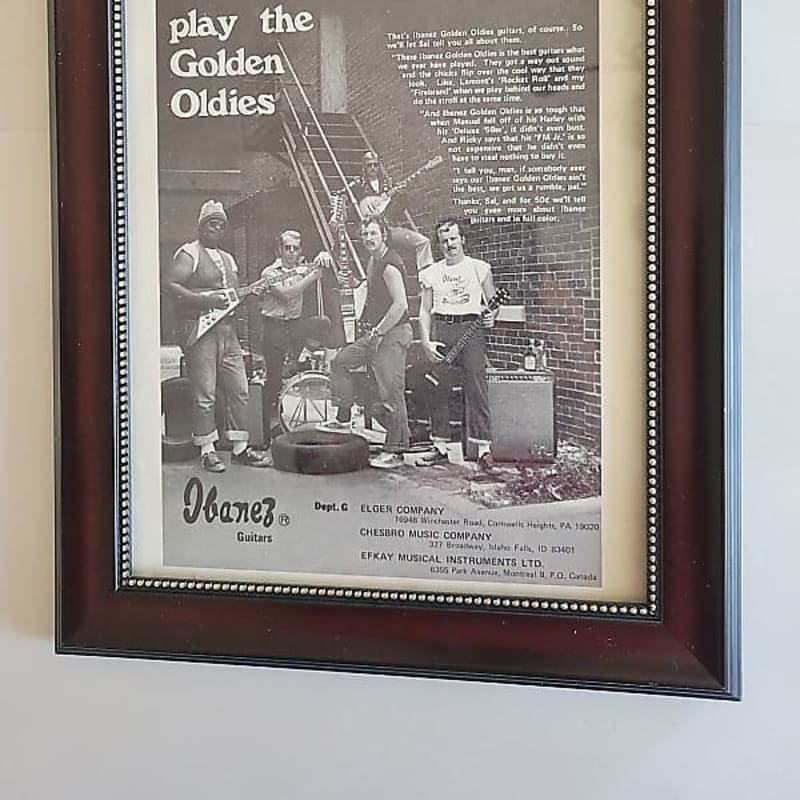 play the
Golden
Oldies
That's Ibanez Golden Oldies guitars, of course. So
we'll let Sal tell you all about them.
"These Ibanez Golden Oldies is the best guitars what
we ever have played. They got a way out sound
and the chicks flip over the cool way that they
look. Like, Lamont's "Rocket Roll" and my
"Firebrand" when we play behind our heads and
do the stroll at the same time.
"And Ibanez Golden Oldies is so tough that
when Manuel fell off of his Harley with
his 'Deluxe '59er', it didn't even bust.
And Ricky says that his 'FM Jr.' is so
not expensive that he didn't even
have to steal nothing to buy it.
"I tell you, man, if somebody ever
says our Ibanez Golden Oldies ain't
the best, we got us a rumble, pal."
Thanks, Sal, and for 50¢ we'll tell
you even more about Ibanez
guitars and in full color.
Ibanez
Ibanez ®
Guitars
Dept. G
ELGER COMPANY
Winchester Road, Cornwells Heights, PA 19020
CHESBRO MUSIC COMPANY
327 Broadway, Idaho Falls, ID 83401
EFKAY MUSICAL INSTRUMENTS LTD.
6355 Park Avenue, Montreal 8, P.Q. Canada